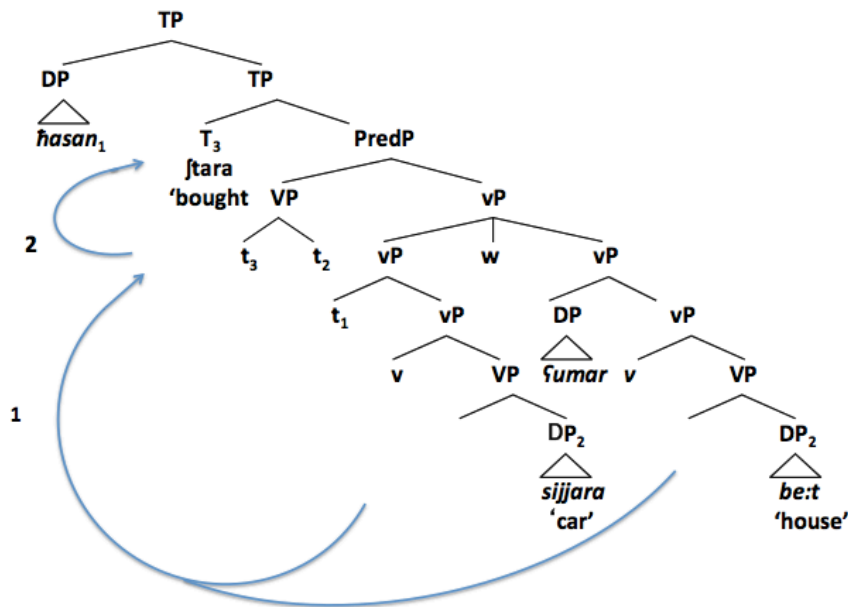 TP
DP TP
ħasan₁ T₃ PredP
ʃtara
'bought VP vP
2 t₃ t₂ vP w vP
t₁ vP DP vP
v VP ʕumar v VP
1 DP₂ DP₂
sijjara be:t
'car' 'house'